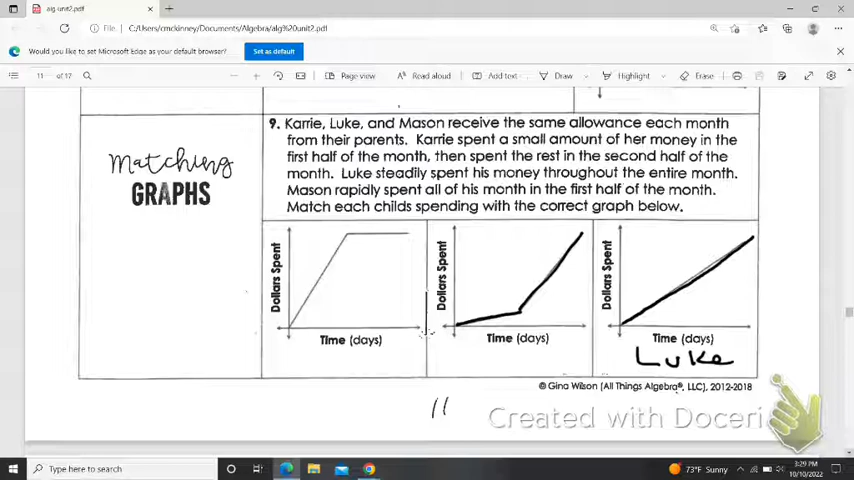 alg unit2.pdf
File
C:/Users/cmckinney/Documents/Algebra/alg%20unit2.pdf
Would you like to set Microsoft Edge as your default browser?
Set as default
11 of 17
Page view
Read aloud
Add text
Draw
Highlight
Erase
Matching
GRAPHS
9. Karrie, Luke, and Mason receive the same allowance each month
from their parents. Karrie spent a small amount of her money in the
first half of the month, then spent the rest in the second half of the
month. Luke steadily spent his money throughout the entire month.
Mason rapidly spent all of his month in the first half of the month.
Match each childs spending with the correct graph below.
Dollars Spent
Time (days)
Dollars Spent
Time (days)
Dollars Spent
Time (days)
Luke
© Gina Wilson (All Things Algebra®, LLC), 2012-2018
11
Created with Doceri
Type here to search
73°F Sunny
3:29 PM
10/10/2022